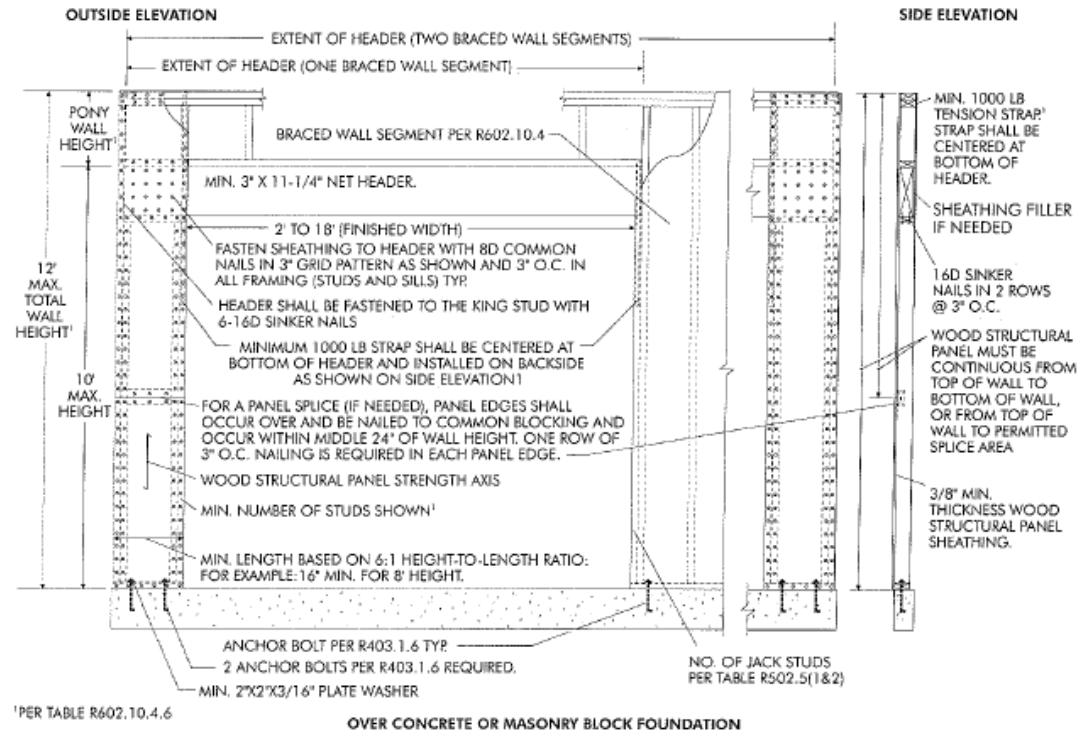 OUTSIDE ELEVATION
SIDE ELEVATION
EXTENT OF HEADER (TWO BRACED WALL SEGMENTS)
EXTENT OF HEADER (ONE BRACED WALL SEGMENT)
PONY
WALL
HEIGHT¹
BRACED WALL SEGMENT PER R602.10.4
MIN. 1000 LB
TENSION STRAP.¹
STRAP SHALL BE
CENTERED AT
BOTTOM OF
HEADER.
MIN. 3" X 11-1/4" NET HEADER.
SHEATHING FILLER
IF NEEDED
2' TO 18' (FINISHED WIDTH)
FASTEN SHEATHING TO HEADER WITH 8D COMMON
NAILS IN 3" GRID PATTERN AS SHOWN AND 3" O.C. IN
ALL FRAMING (STUDS AND SILLS) TYP.
12'
MAX.
TOTAL
WALL
HEIGHT¹
16D SINKER
NAILS IN 2 ROWS
@ 3" O.C.
HEADER SHALL BE FASTENED TO THE KING STUD WITH
6-16D SINKER NAILS
MINIMUM 1000 LB STRAP SHALL BE CENTERED AT
BOTTOM OF HEADER AND INSTALLED ON BACKSIDE
AS SHOWN ON SIDE ELEVATION1
WOOD STRUCTURAL
PANEL MUST BE
CONTINUOUS FROM
TOP OF WALL TO
BOTTOM OF WALL,
OR FROM TOP OF
WALL TO PERMITTED
SPLICE AREA
10'
MAX.
HEIGHT
FOR A PANEL SPLICE (IF NEEDED), PANEL EDGES SHALL
OCCUR OVER AND BE NAILED TO COMMON BLOCKING AND
OCCUR WITHIN MIDDLE 24" OF WALL HEIGHT. ONE ROW OF
3" O.C. NAILING IS REQUIRED IN EACH PANEL EDGE.
WOOD STRUCTURAL PANEL STRENGTH AXIS
MIN. NUMBER OF STUDS SHOWN¹
3/8" MIN.
THICKNESS WOOD
STRUCTURAL PANEL
SHEATHING.
MIN. LENGTH BASED ON 6:1 HEIGHT-TO-LENGTH RATIO:
FOR EXAMPLE: 16" MIN. FOR 8' HEIGHT.
ANCHOR BOLT PER R403.1.6 TYP.
2 ANCHOR BOLTS PER R403.1.6 REQUIRED.
MIN. 2"X2"X3/16" PLATE WASHER
NO. OF JACK STUDS
PER TABLE R502.5(1&2)
¹PER TABLE R602.10.4.6
OVER CONCRETE OR MASONRY BLOCK FOUNDATION